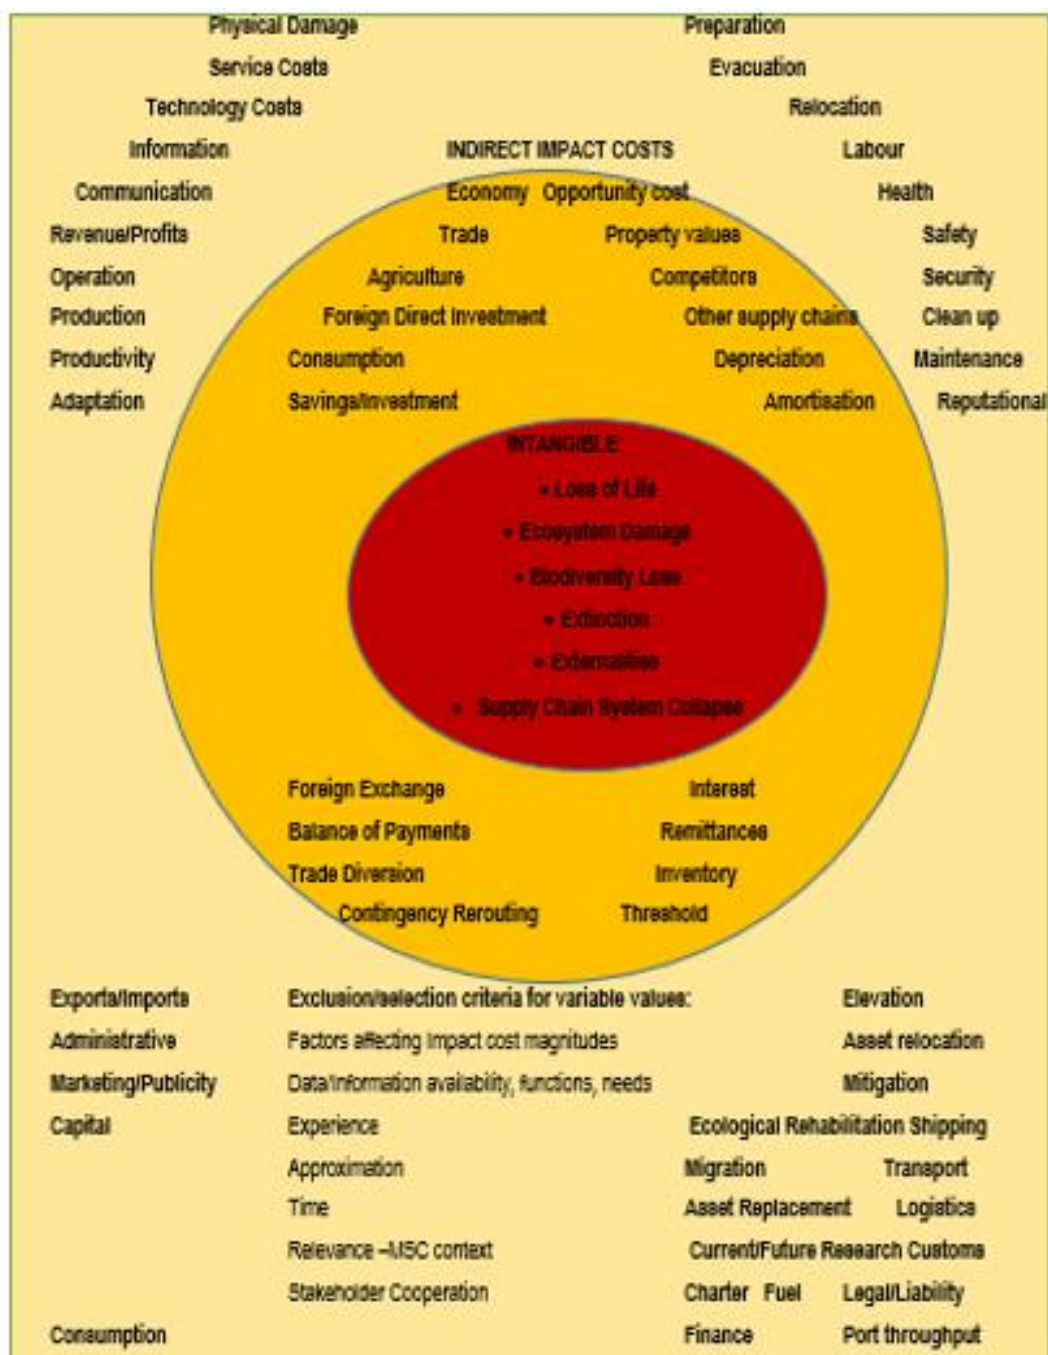 Physical Damage Preparation
Service Costs Evacuation
Technology Costs Relocation
Information INDIRECT IMPACT COSTS Labour
Communication Economy Opportunity cost Health
Revenue/Profits Trade Property values Safety
Operation Agriculture Competitors Security
Production Foreign Direct Investment Other supply chains Clean up
Productivity Consumption Depreciation Maintenance
Adaptation Savings/Investment Amortisation Reputational
INTANGIBLE
• Loss of Life
• Ecosystem Damage
• Biodiversity Loss
• Extinction
• Externalities
• Supply Chain System Collapse
Foreign Exchange Interest
Balance of Payments Remittances
Trade Diversion Inventory
Contingency Rerouting Threshold
Exports/Imports Exclusion/selection criteria for variable values: Elevation
Administrative Factors affecting Impact cost magnitudes Asset relocation
Marketing/Publicity Data/Information availability, functions, needs Mitigation
Capital Experience Ecological Rehabilitation Shipping
Approximation Migration Transport
Time Asset Replacement Logistics
Relevance –MSC context Current/Future Research Customs
Stakeholder Cooperation Charter Fuel Legal/Liability
Consumption Finance Port throughput